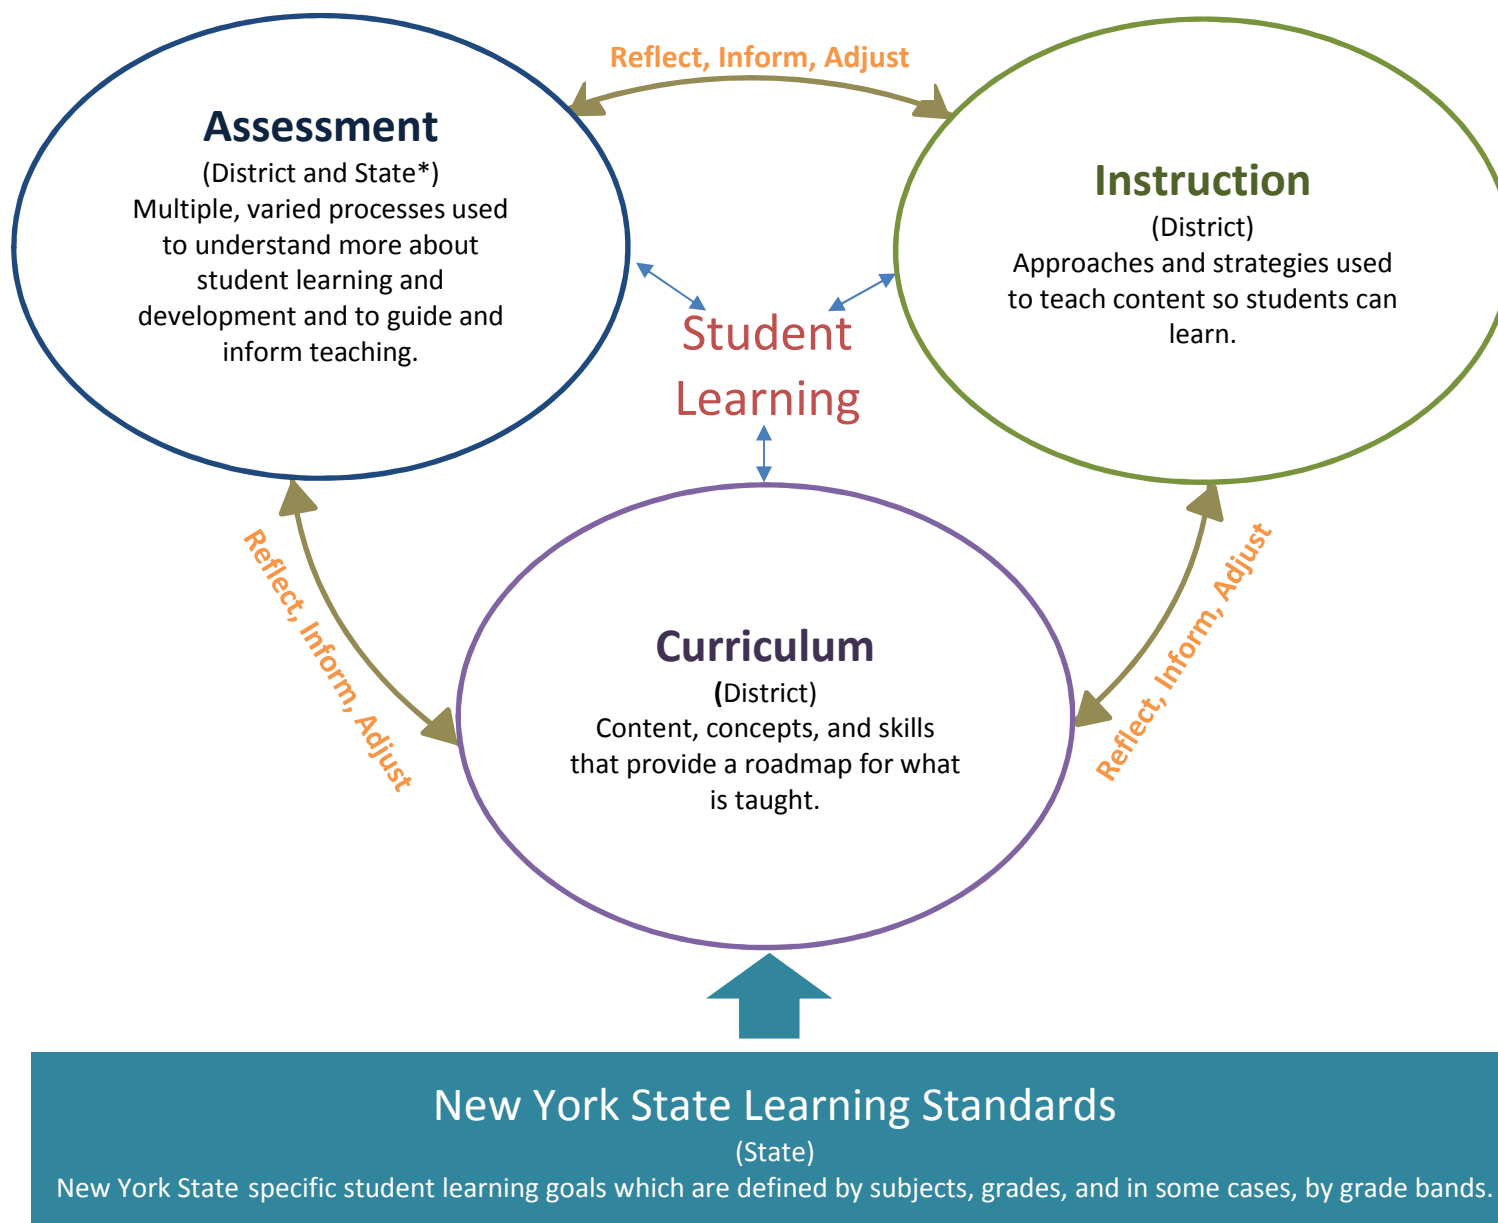 Reflect, Inform, Adjust
Assessment
(District and State*)
Multiple, varied processes used
to understand more about
student learning and
development and to guide and
inform teaching.
Instruction
(District)
Approaches and strategies used
to teach content so students can
learn.
Student
Learning
Reflect, Inform, Adjust
Reflect, Inform, Adjust
Curriculum
(District)
Content, concepts, and skills
that provide a roadmap for what
is taught.
New York State Learning Standards
(State)
New York State specific student learning goals which are defined by subjects, grades, and in some cases, by grade bands.